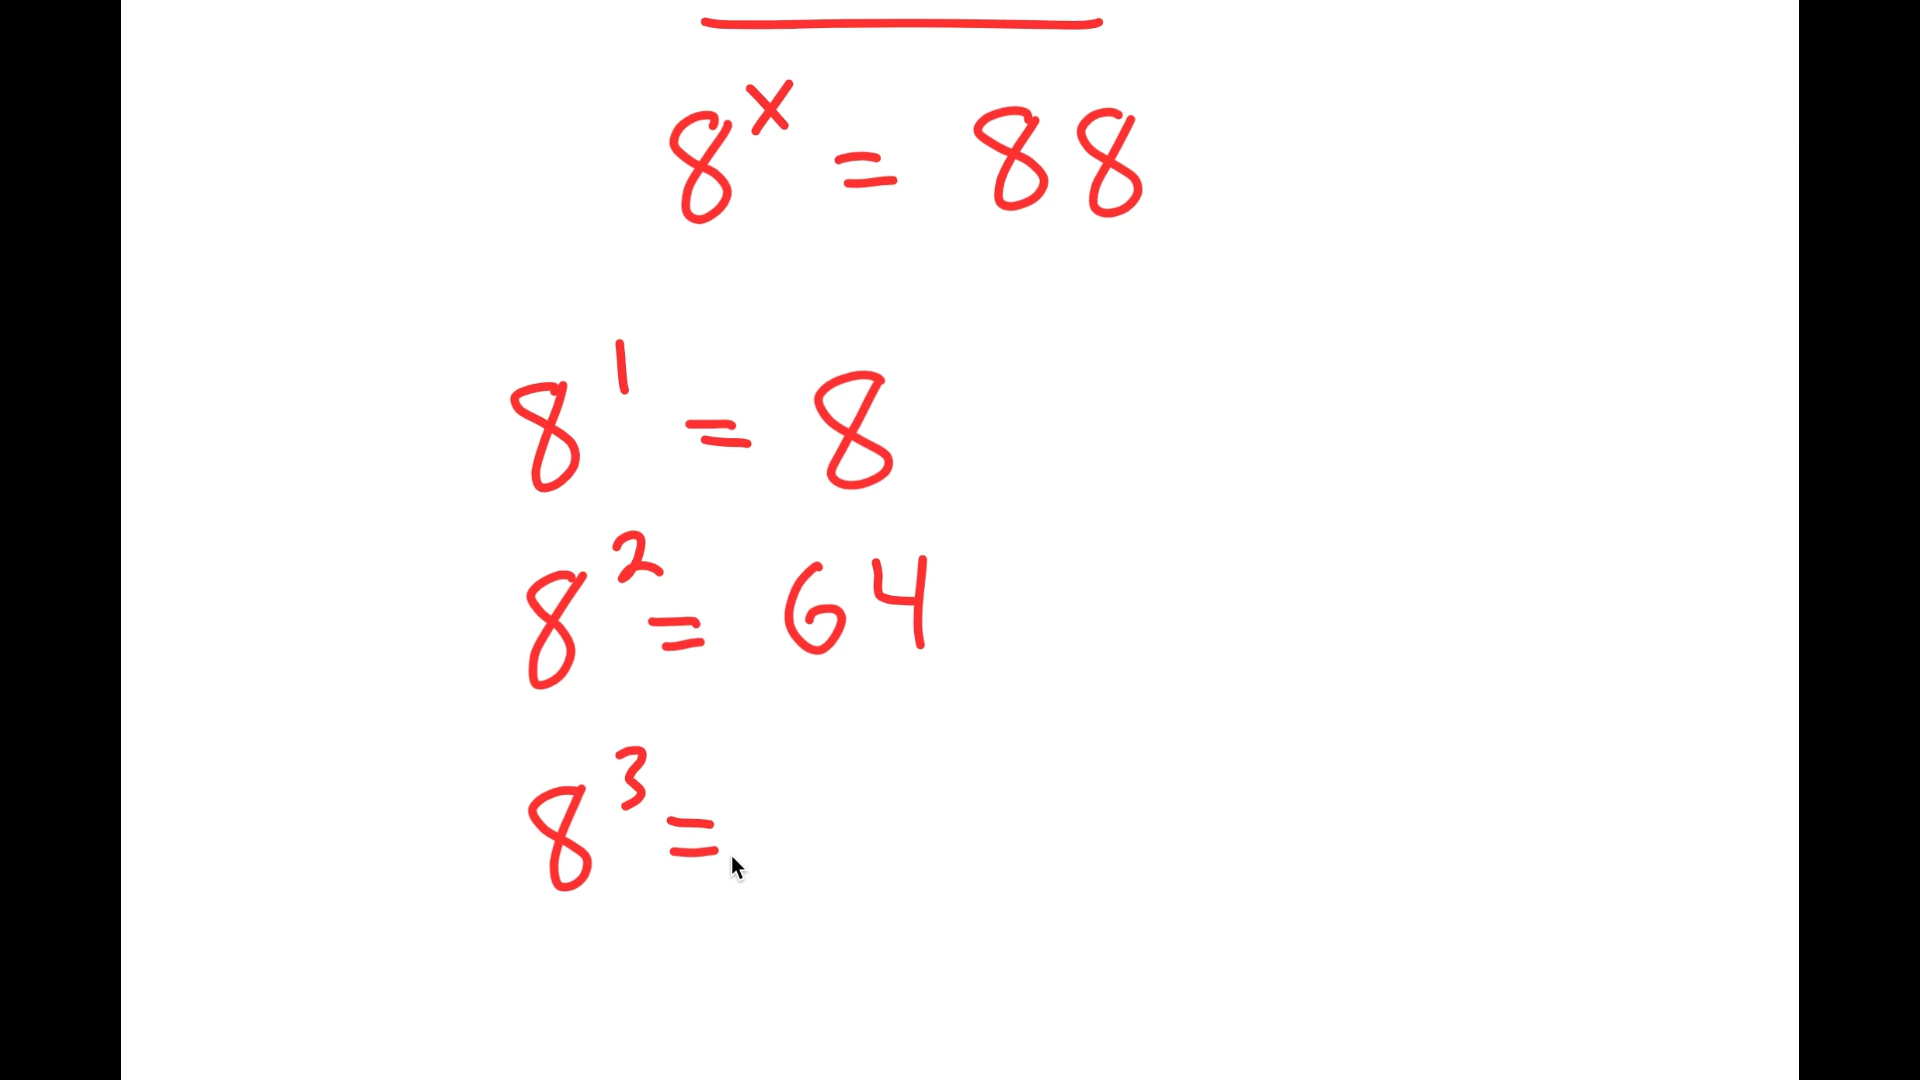 8^x = 88
8^1 = 8
8^2 = 64
8^3 =